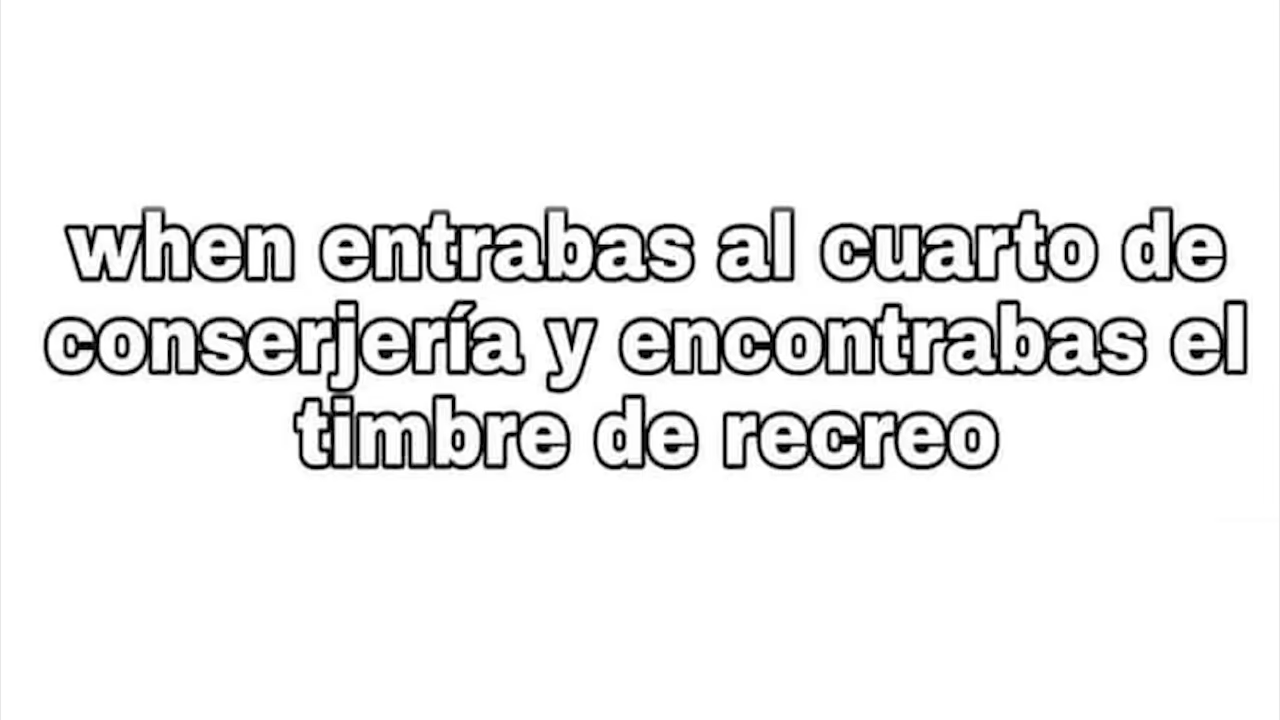 when entrabas al cuarto de
conserjería y encontrabas el
timbre de recreo